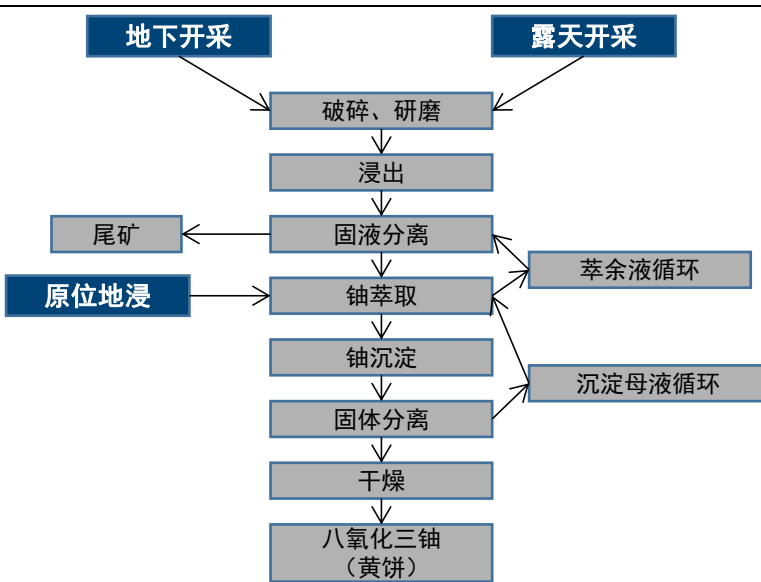 地下开采
露天开采
破碎、研磨
浸出
尾矿
固液分离
萃余液循环
原位地浸
铀萃取
铀沉淀
沉淀母液循环
固体分离
干燥
八氧化三铀
（黄饼）